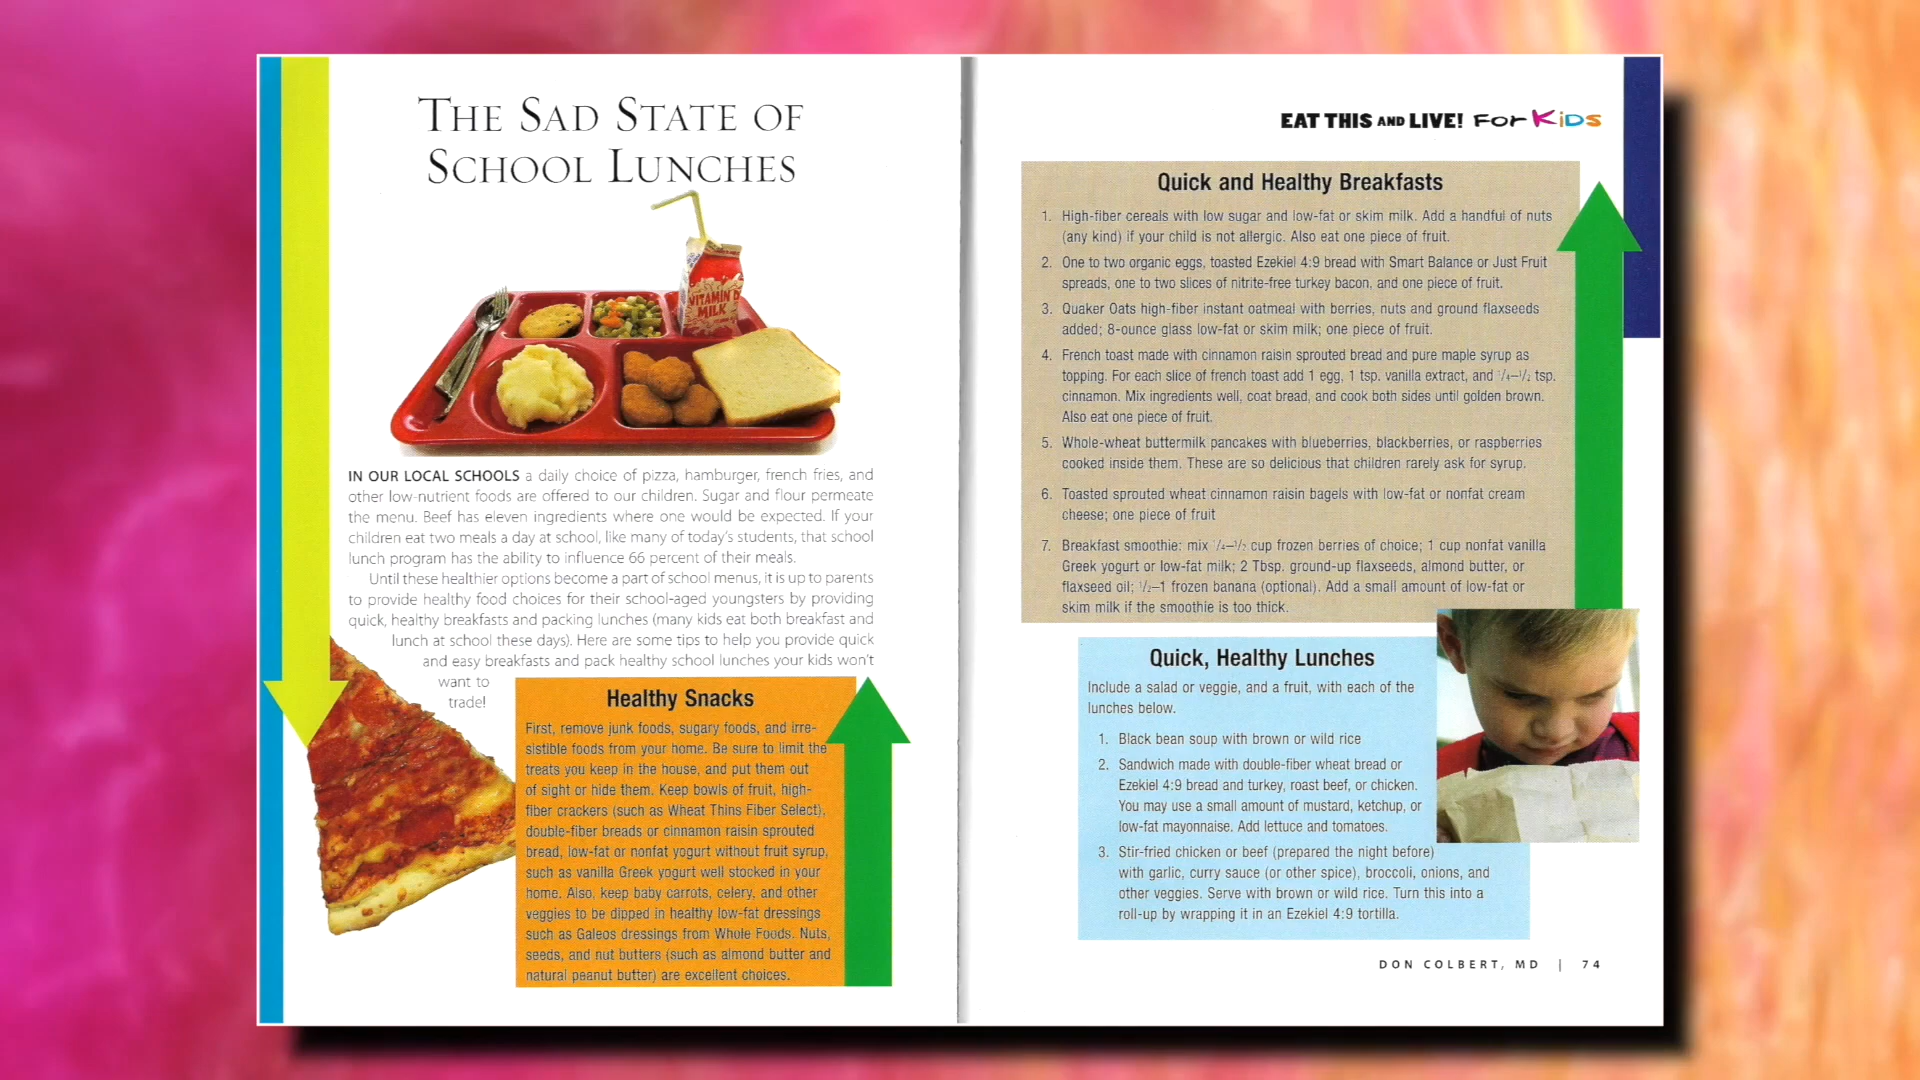 THE SAD STATE OF
SCHOOL LUNCHES
VITAMIN D
MILK
IN OUR LOCAL SCHOOLS a daily choice of pizza, hamburger, french fries, and
other low-nutrient foods are offered to our children. Sugar and flour permeate
the menu. Beef has eleven ingredients where one would be expected. If your
children eat two meals a day at school, like many of today's students, that school
lunch program has the ability to influence 66 percent of their meals.
Until these healthier options become a part of school menus, it is up to parents
to provide healthy food choices for their school-aged youngsters by providing
quick, healthy breakfasts and packing lunches (many kids eat both breakfast and
lunch at school these days). Here are some tips to help you provide quick
and easy breakfasts and pack healthy school lunches your kids won't
want to
trade!
Healthy Snacks
First, remove junk foods, sugary foods, and irre-
sistible foods from your home. Be sure to limit the
treats you keep in the house, and put them out
of sight or hide them. Keep bowls of fruit, high-
fiber crackers (such as Wheat Thins Fiber Select),
double-fiber breads or cinnamon raisin sprouted
bread, low-fat or nonfat yogurt without fruit syrup,
such as vanilla Greek yogurt well stocked in your
home. Also, keep baby carrots, celery, and other
veggies to be dipped in healthy low-fat dressings
such as Galeos dressings from Whole Foods. Nuts,
seeds, and nut butters (such as almond butter and
natural peanut butter) are excellent choices.
EAT THIS AND LIVE! For KiDS
Quick and Healthy Breakfasts
1. High-fiber cereals with low sugar and low-fat or skim milk. Add a handful of nuts
(any kind) if your child is not allergic. Also eat one piece of fruit.
2. One to two organic eggs, toasted Ezekiel 4:9 bread with Smart Balance or Just Fruit
spreads, one to two slices of nitrite-free turkey bacon, and one piece of fruit.
3. Quaker Oats high-fiber instant oatmeal with berries, nuts and ground flaxseeds
added; 8-ounce glass low-fat or skim milk; one piece of fruit.
4. French toast made with cinnamon raisin sprouted bread and pure maple syrup as
topping. For each slice of french toast add 1 egg, 1 tsp. vanilla extract, and 1/4–1/2 tsp.
cinnamon. Mix ingredients well, coat bread, and cook both sides until golden brown.
Also eat one piece of fruit.
5. Whole-wheat buttermilk pancakes with blueberries, blackberries, or raspberries
cooked inside them. These are so delicious that children rarely ask for syrup.
6. Toasted sprouted wheat cinnamon raisin bagels with low-fat or nonfat cream
cheese; one piece of fruit
7. Breakfast smoothie: mix 1/4–1/2 cup frozen berries of choice; 1 cup nonfat vanilla
Greek yogurt or low-fat milk; 2 Tbsp. ground-up flaxseeds, almond butter, or
flaxseed oil; 1/2–1 frozen banana (optional). Add a small amount of low-fat or
skim milk if the smoothie is too thick.
Quick, Healthy Lunches
Include a salad or veggie, and a fruit, with each of the
lunches below.
1. Black bean soup with brown or wild rice
2. Sandwich made with double-fiber wheat bread or
Ezekiel 4:9 bread and turkey, roast beef, or chicken.
You may use a small amount of mustard, ketchup, or
low-fat mayonnaise. Add lettuce and tomatoes.
3. Stir-fried chicken or beef (prepared the night before)
with garlic, curry sauce (or other spice), broccoli, onions, and
other veggies. Serve with brown or wild rice. Turn this into a
roll-up by wrapping it in an Ezekiel 4:9 tortilla.
DON COLBERT, MD | 74